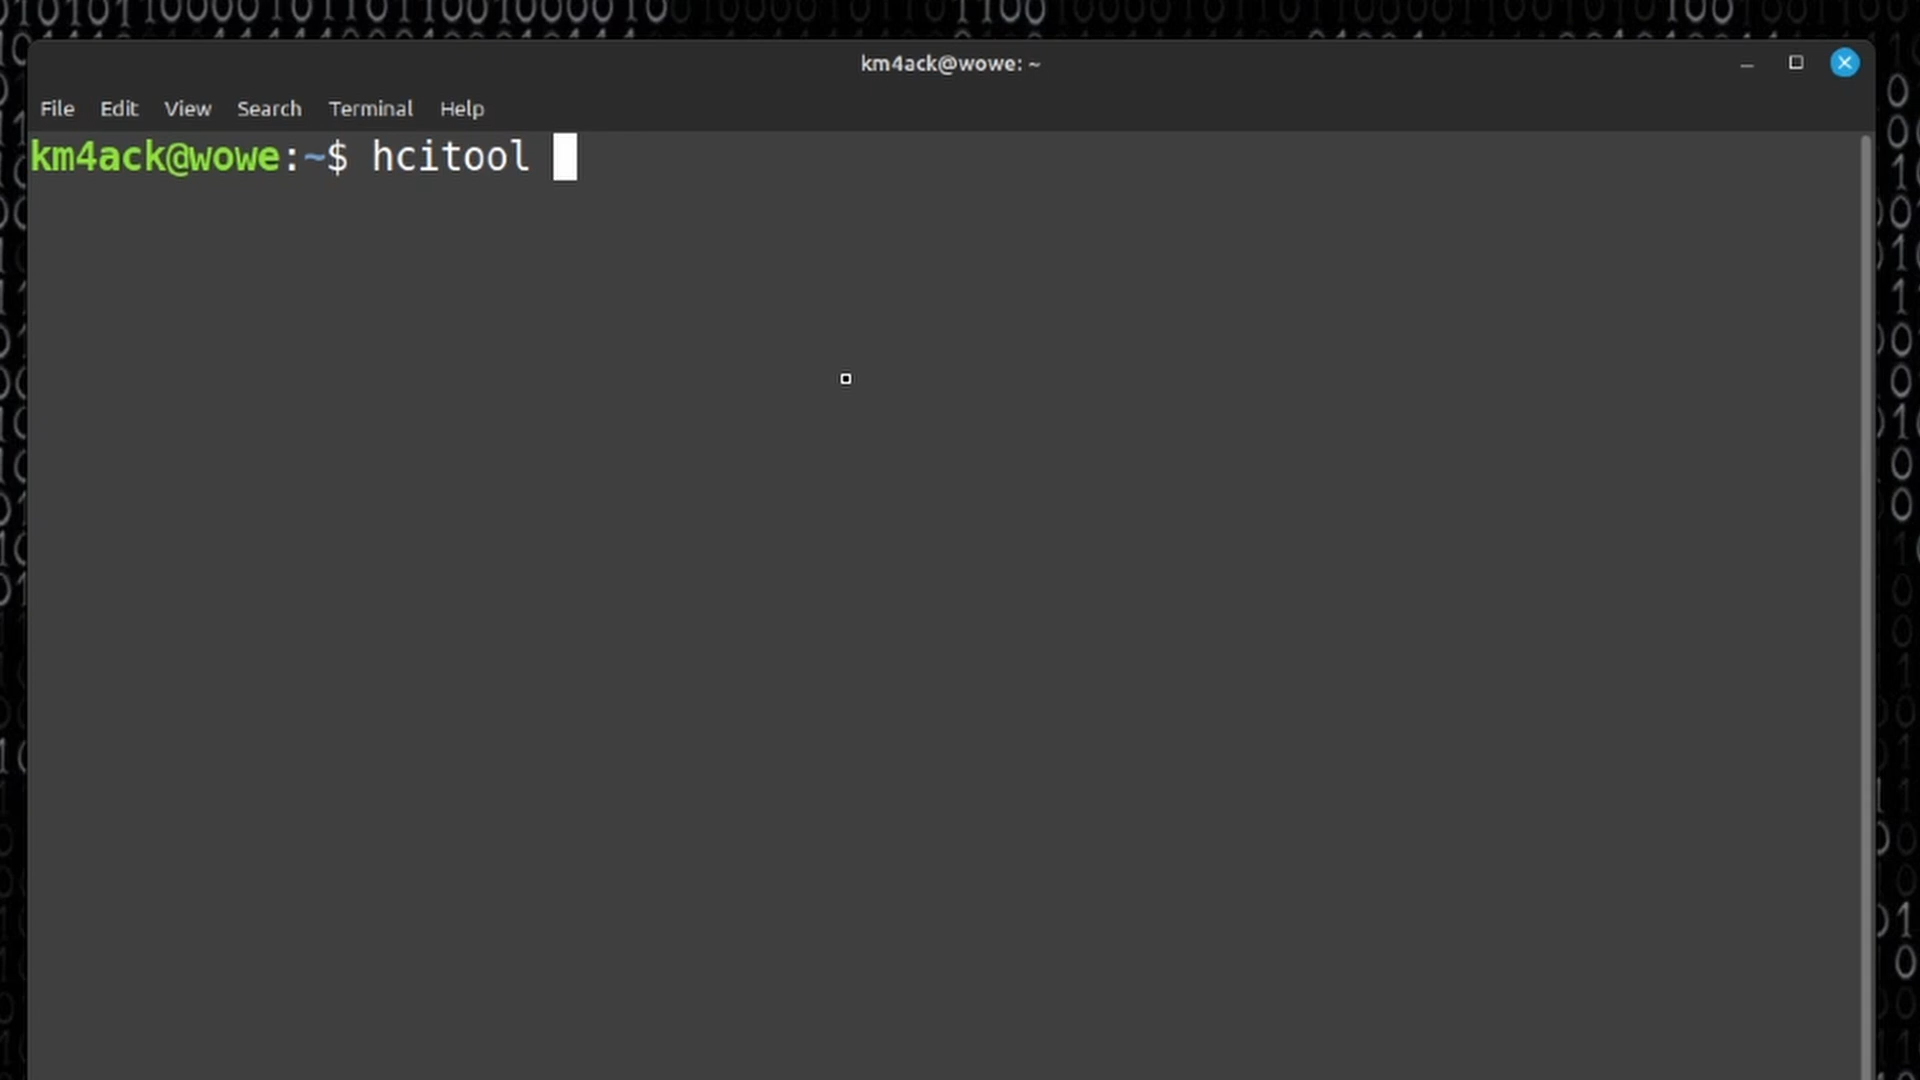 km4ack@wowe: ~
File Edit View Search Terminal Help
km4ack@wowe:~$ hcitool